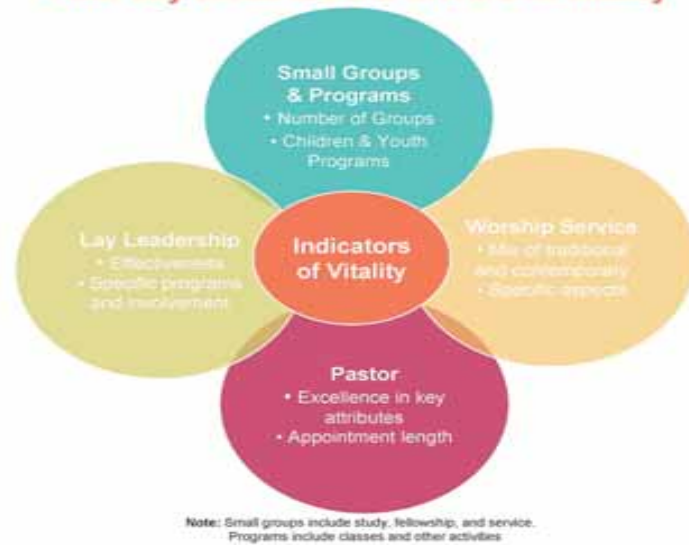 Small Groups
& Programs
• Number of Groups
• Children & Youth
Programs
Lay Leadership
• Effectiveness
• Specific programs
and involvement
Indicators
of Vitality
Worship Service
• Mix of traditional
and contemporary
• Specific aspects
Pastor
• Excellence in key
attributes
• Appointment length
Note: Small groups include study, fellowship, and service.
Programs include classes and other activities